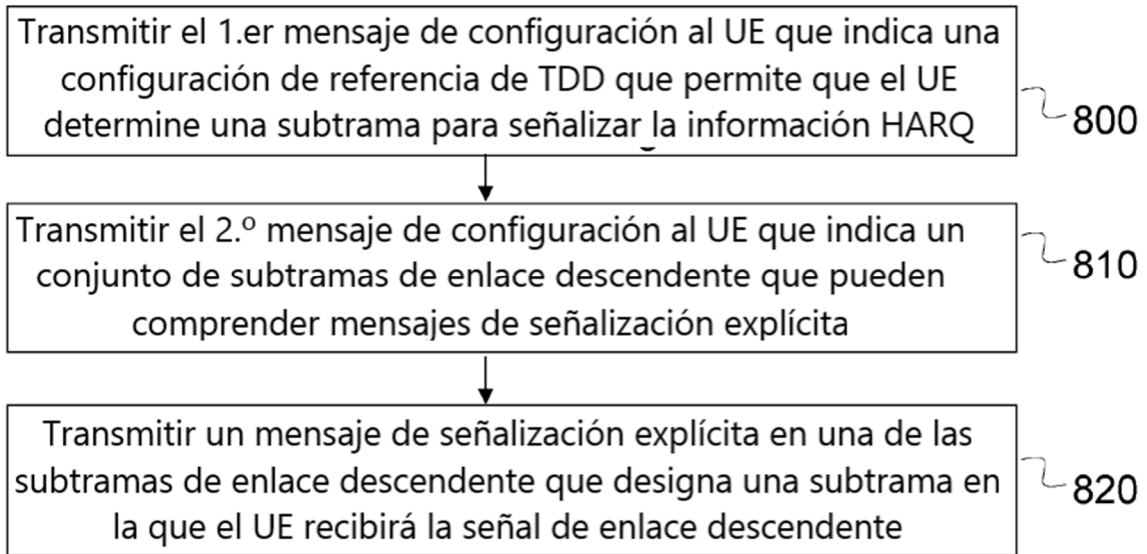 Transmitir el 1.er mensaje de configuración al UE que indica una
configuración de referencia de TDD que permite que el UE
determine una subtrama para señalizar la información HARQ
800
Transmitir el 2.º mensaje de configuración al UE que indica un
conjunto de subtramas de enlace descendente que pueden
comprender mensajes de señalización explícita
810
Transmitir un mensaje de señalización explícita en una de las
subtramas de enlace descendente que designa una subtrama en
la que el UE recibirá la señal de enlace descendente
820